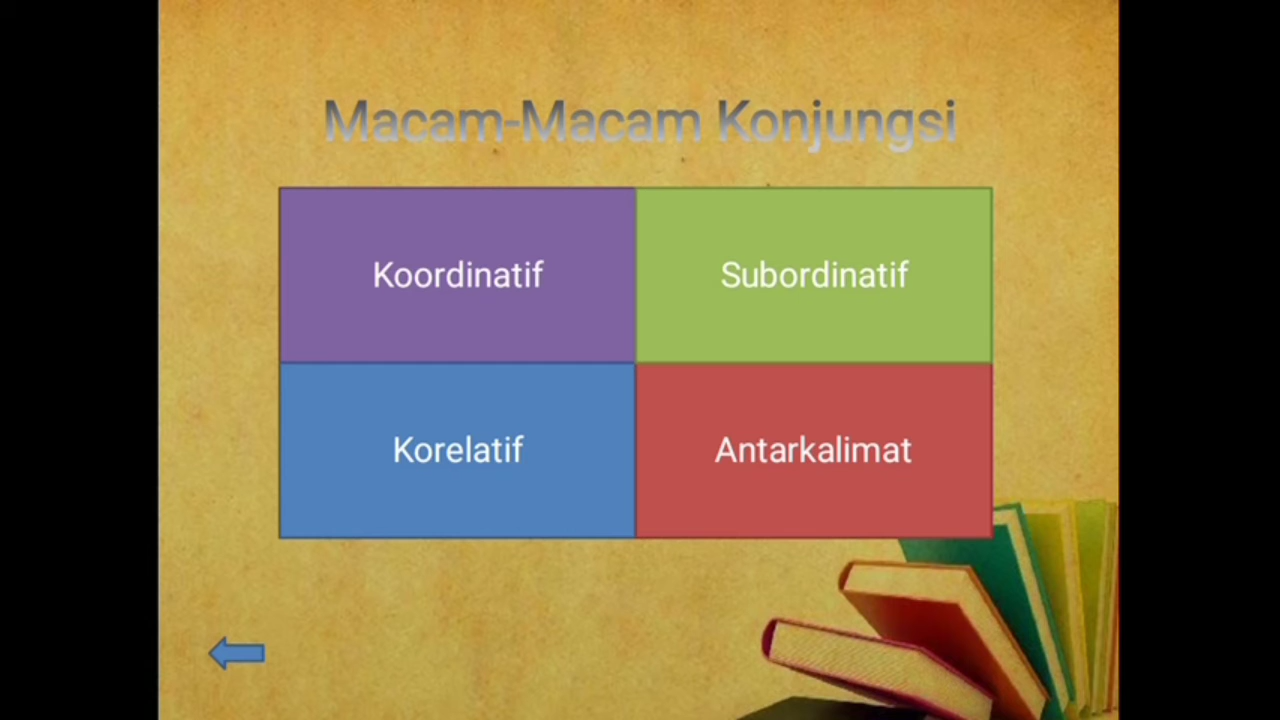 Macam-Macam Konjungsi
Koordinatif
Subordinatif
Korelatif
Antarkalimat